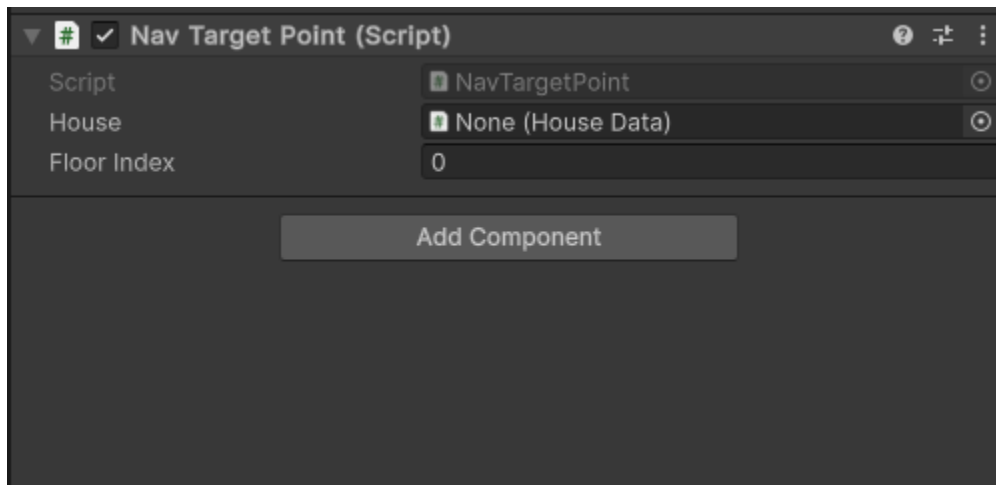 Nav Target Point (Script)
Script NavTargetPoint
House None (House Data)
Floor Index 0
Add Component